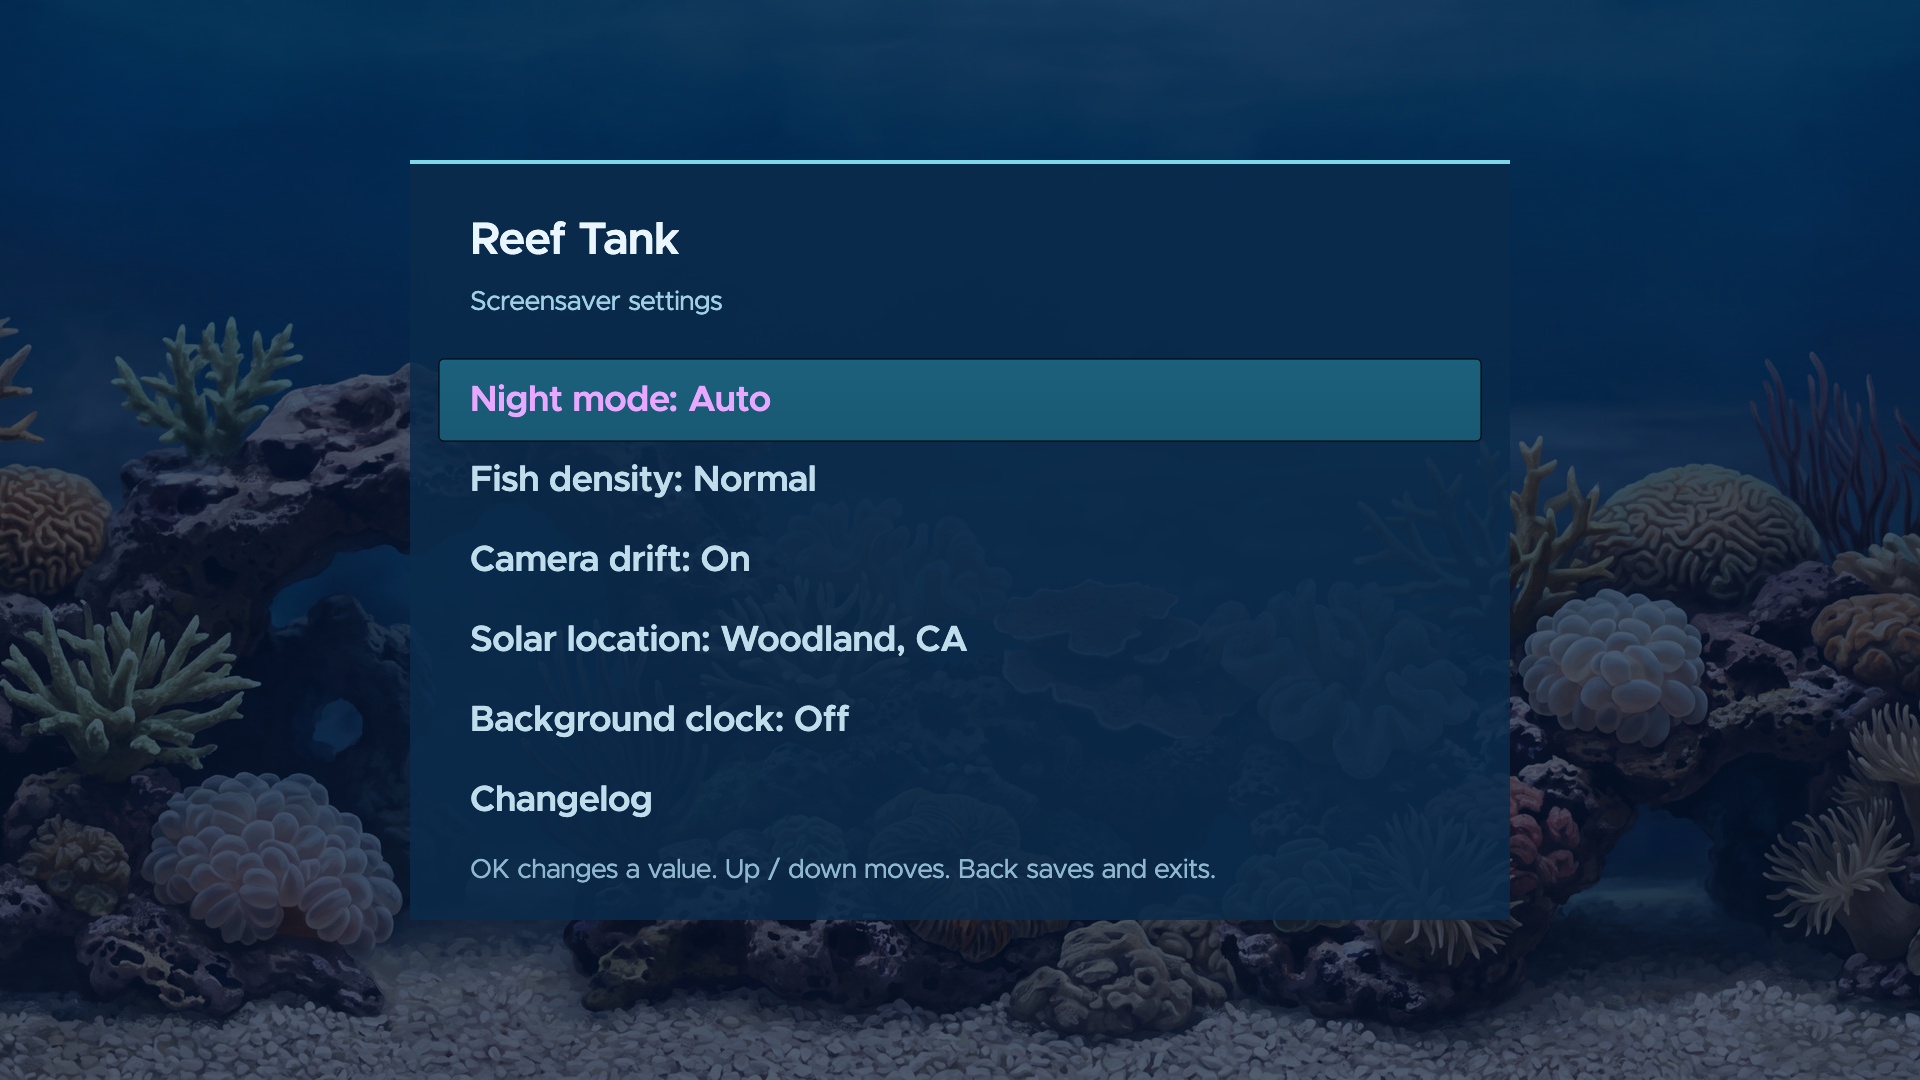 Reef Tank
Screensaver settings
Night mode: Auto
Fish density: Normal
Camera drift: On
Solar location: Woodland, CA
Background clock: Off
Changelog
OK changes a value. Up / down moves. Back saves and exits.